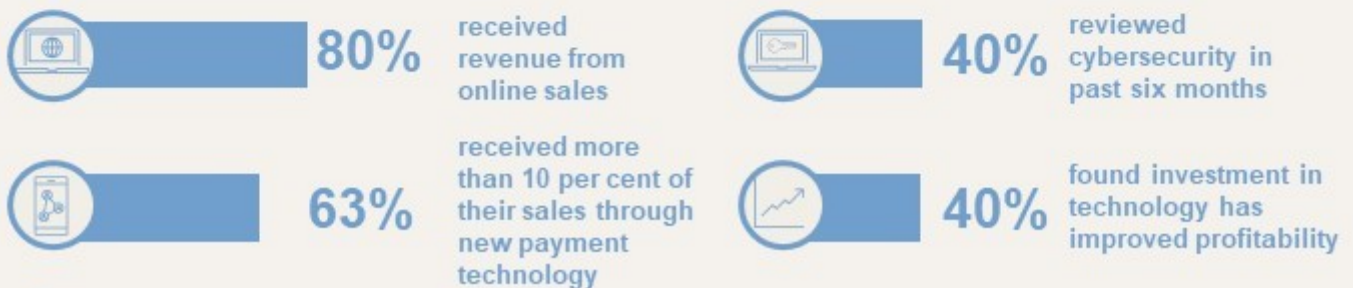 80%
received
revenue from
online sales
40%
reviewed
cybersecurity in
past six months
63%
received more
than 10 per cent of
their sales through
new payment
technology
40%
found investment in
technology has
improved profitability